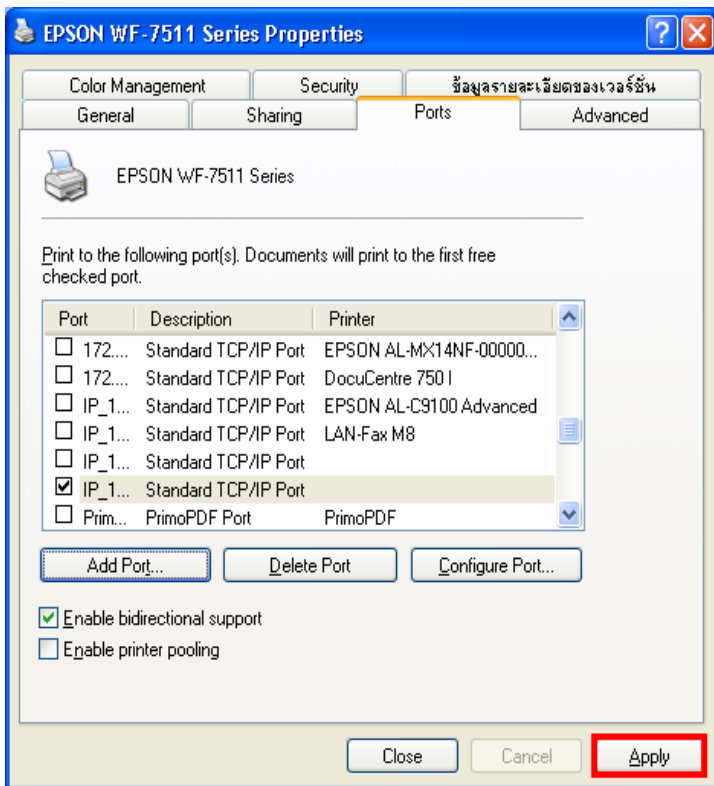 EPSON WF-7511 Series Properties
Color Management Security ข้อมูลรายละเอียดของเวอร์ชั่น
General Sharing Ports Advanced
EPSON WF-7511 Series
Print to the following port(s). Documents will print to the first free
checked port.
Port Description Printer
172.... Standard TCP/IP Port EPSON AL-MX14NF-00000...
172.... Standard TCP/IP Port DocuCentre 750 I
IP_1... Standard TCP/IP Port EPSON AL-C9100 Advanced
IP_1... Standard TCP/IP Port LAN-Fax M8
IP_1... Standard TCP/IP Port
IP_1... Standard TCP/IP Port
Prim... PrimoPDF Port PrimoPDF
Add Port... Delete Port Configure Port...
Enable bidirectional support
Enable printer pooling
Close Cancel Apply